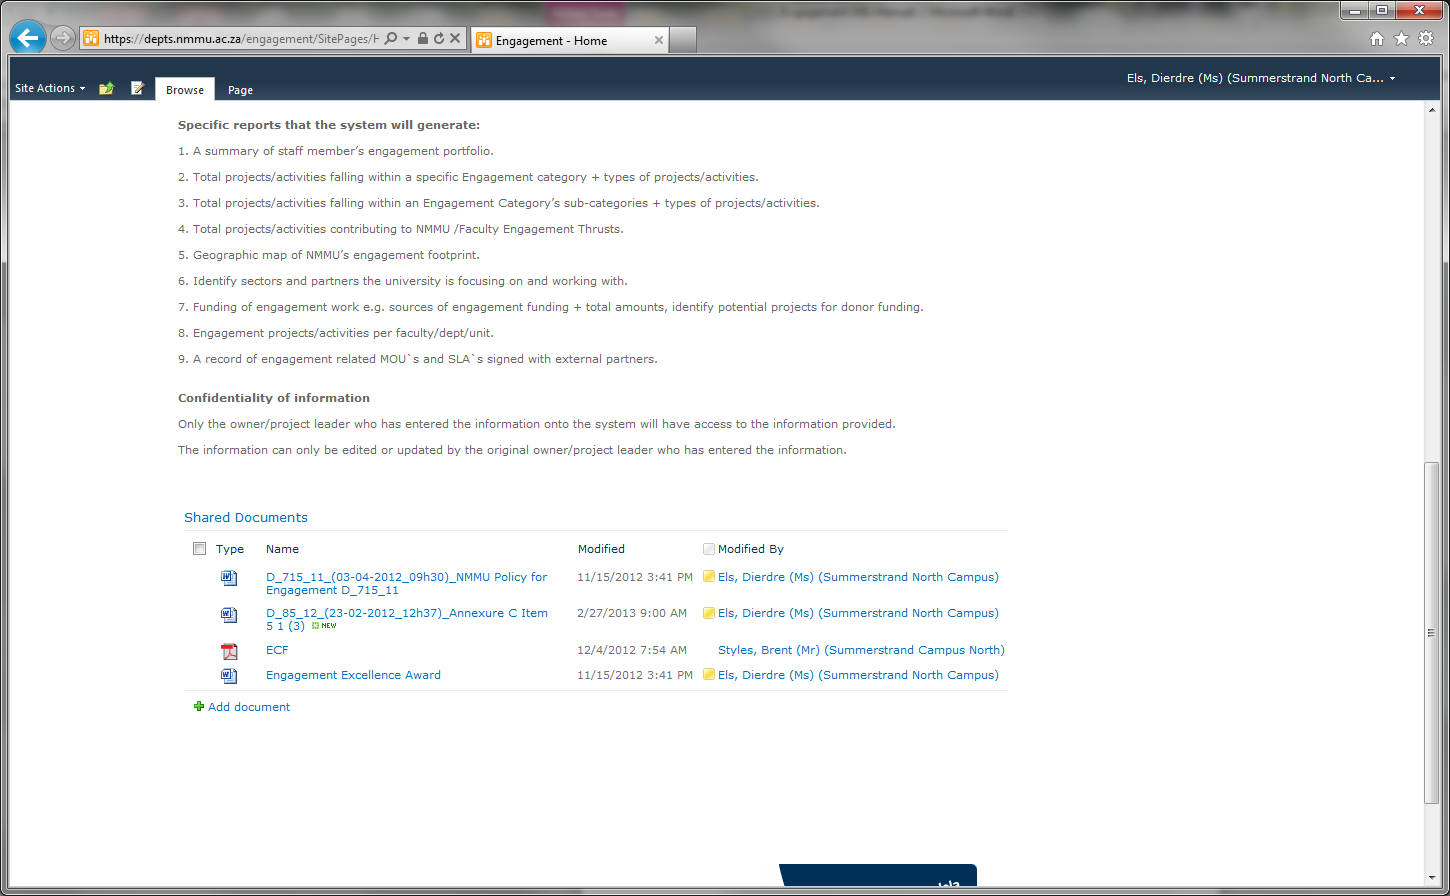 https://depts.nmmu.ac.za/engagement/SitePages/H
Engagement - Home
Site Actions
Browse
Page
Els, Dierdre (Ms) (Summerstrand North Ca...
Specific reports that the system will generate:
1. A summary of staff member’s engagement portfolio.
2. Total projects/activities falling within a specific Engagement category + types of projects/activities.
3. Total projects/activities falling within an Engagement Category’s sub-categories + types of projects/activities.
4. Total projects/activities contributing to NMMU /Faculty Engagement Thrusts.
5. Geographic map of NMMU’s engagement footprint.
6. Identify sectors and partners the university is focusing on and working with.
7. Funding of engagement work e.g. sources of engagement funding + total amounts, identify potential projects for donor funding.
8. Engagement projects/activities per faculty/dept/unit.
9. A record of engagement related MOU`s and SLA`s signed with external partners.
Confidentiality of information
Only the owner/project leader who has entered the information onto the system will have access to the information provided.
The information can only be edited or updated by the original owner/project leader who has entered the information.
Shared Documents
Type Name Modified Modified By
D_715_11_(03-04-2012_09h30)_NMMU Policy for 11/15/2012 3:41 PM Els, Dierdre (Ms) (Summerstrand North Campus)
Engagement D_715_11
D_85_12_(23-02-2012_12h37)_Annexure C Item 2/27/2013 9:00 AM Els, Dierdre (Ms) (Summerstrand North Campus)
5 1 (3) NEW
ECF 12/4/2012 7:54 AM Styles, Brent (Mr) (Summerstrand Campus North)
Engagement Excellence Award 11/15/2012 3:41 PM Els, Dierdre (Ms) (Summerstrand North Campus)
Add document